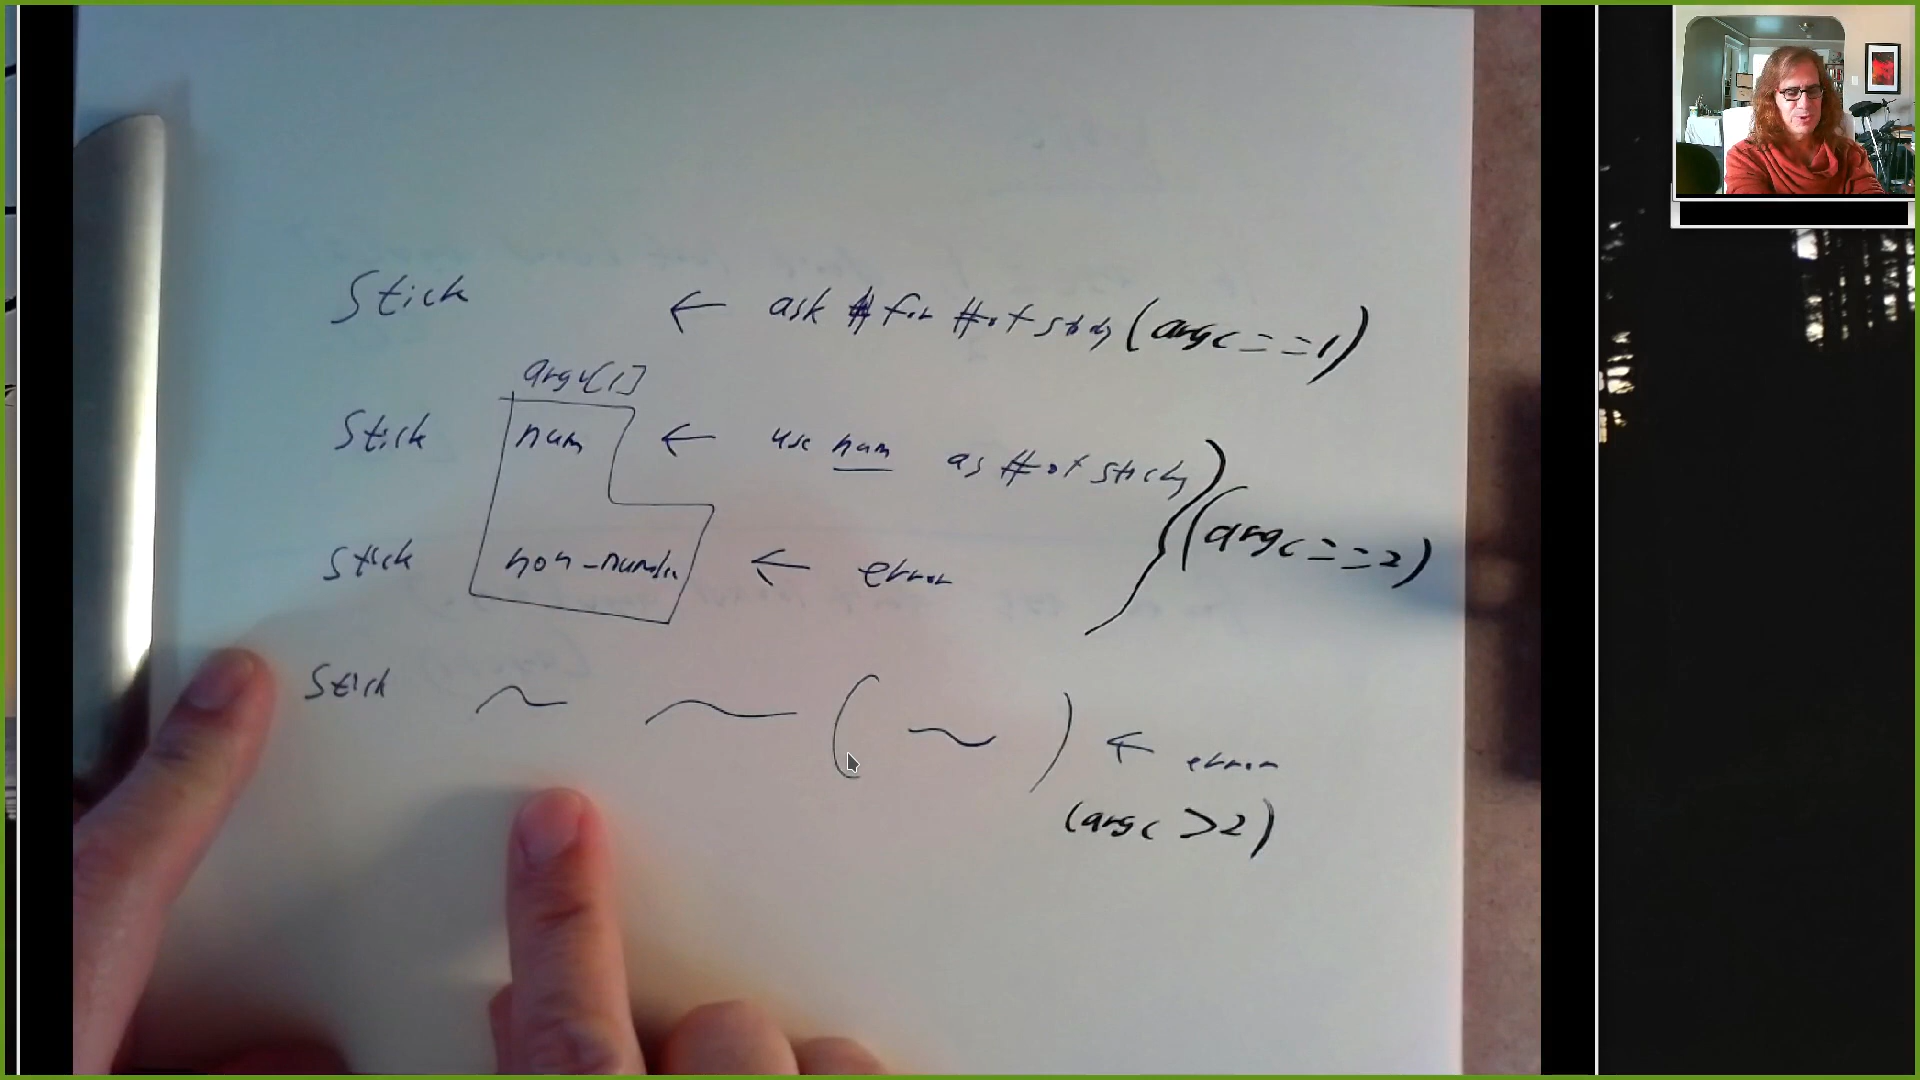 Stick ← ask # for # of sticks (argc == 1)
argv[1]
Stick num ← use num as # of sticks
(argc == 2)
Stick non-number ← error
Stick ~ ~ ( ~ ) ← error
(argc > 2)